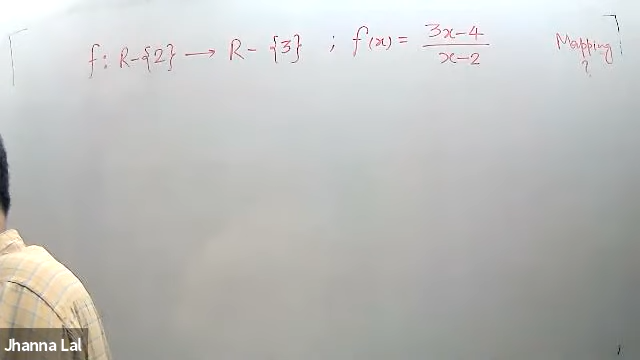 f: R-{2} → R- {3} ; f(x) = (3x-4)/(x-2) Mapping ?
Jhanna Lal